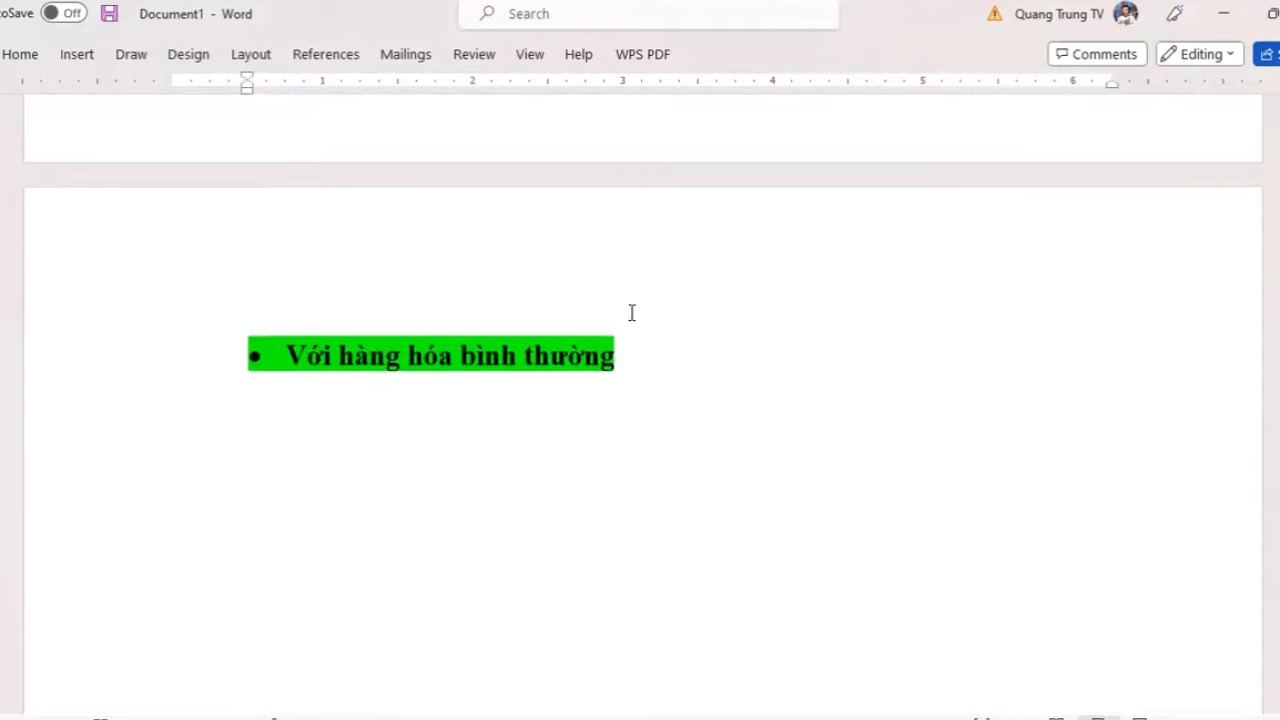 oSave Off Document1 - Word Search Quang Trung TV
Home Insert Draw Design Layout References Mailings Review View Help WPS PDF Comments Editing
1 2 3 4 5 6
• Với hàng hóa bình thường